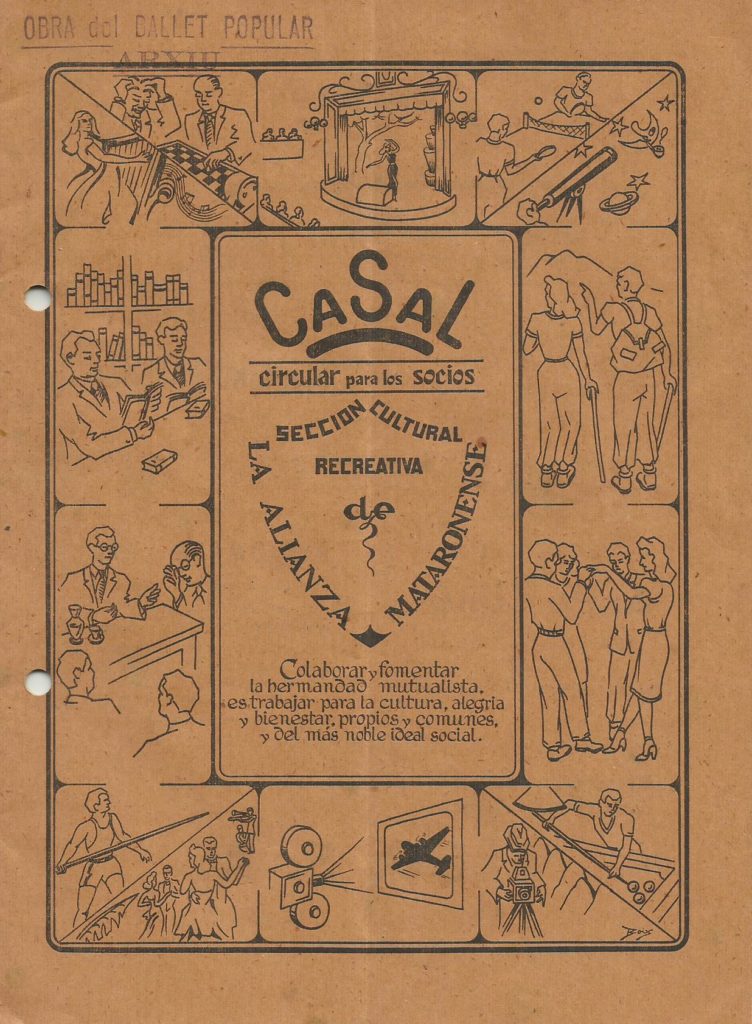 OBRA del BALLET POPULAR
ARXIU
CASAL
circular para los socios
SECCION CULTURAL
RECREATIVA
de
LA ALIANZA
MATARONENSE
Colaborar y fomentar
la hermandad mutualista,
es trabajar para la cultura, alegria
y bienestar, propios y comunes,
y del más noble ideal social.